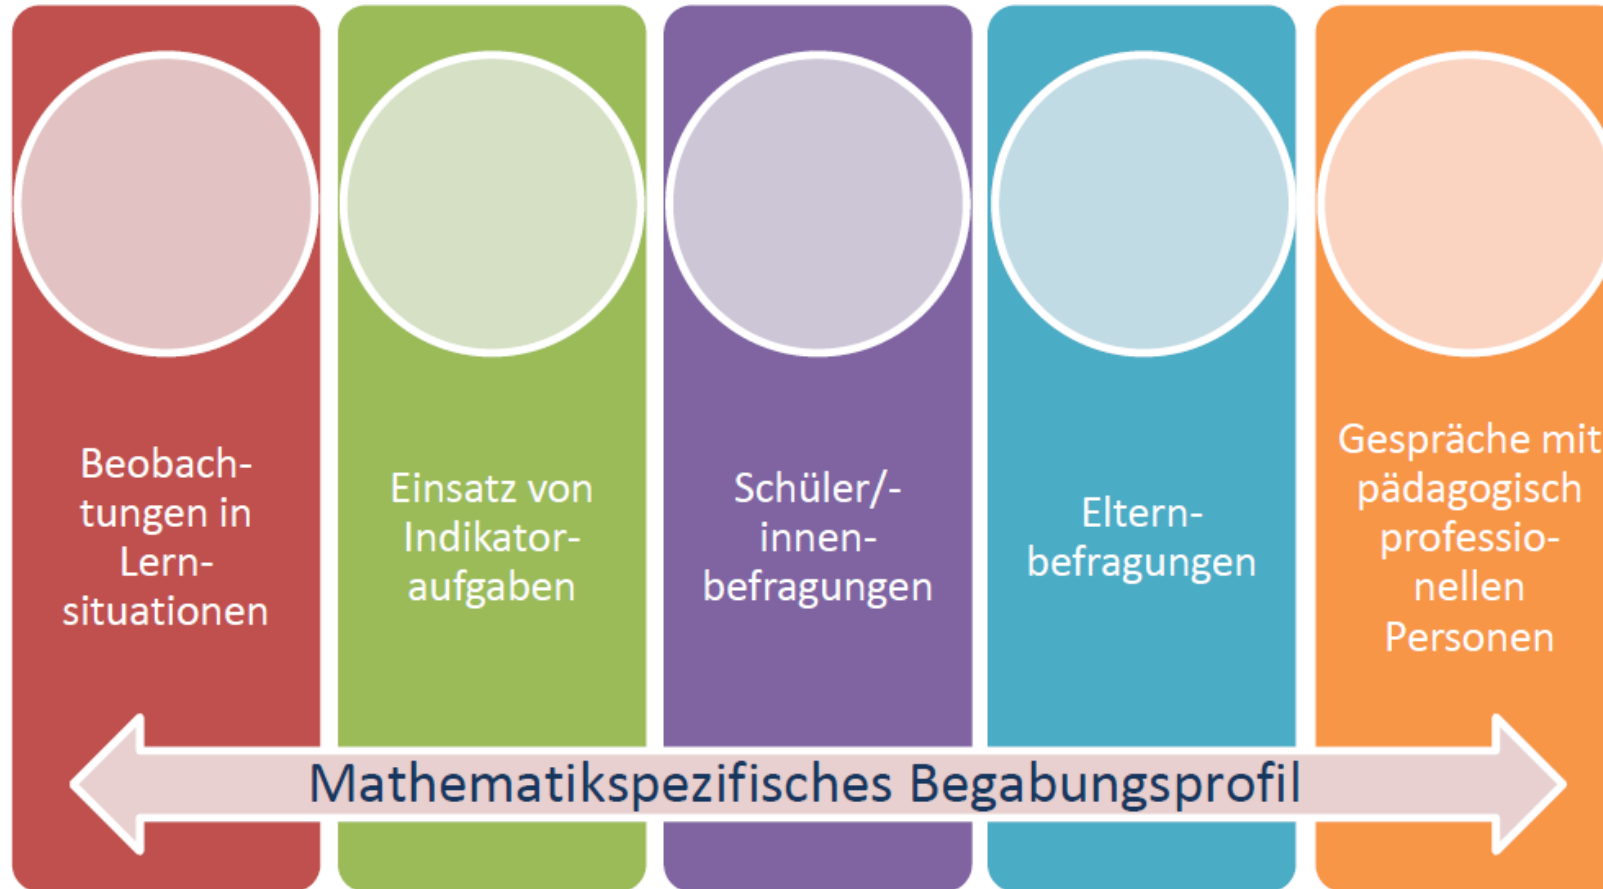 Beobach-
tungen in
Lern-
situationen
Einsatz von
Indikator-
aufgaben
Schüler/-
innen-
befragungen
Eltern-
befragungen
Gespräche mit
pädagogisch
professio-
nellen
Personen
Mathematikspezifisches Begabungsprofil